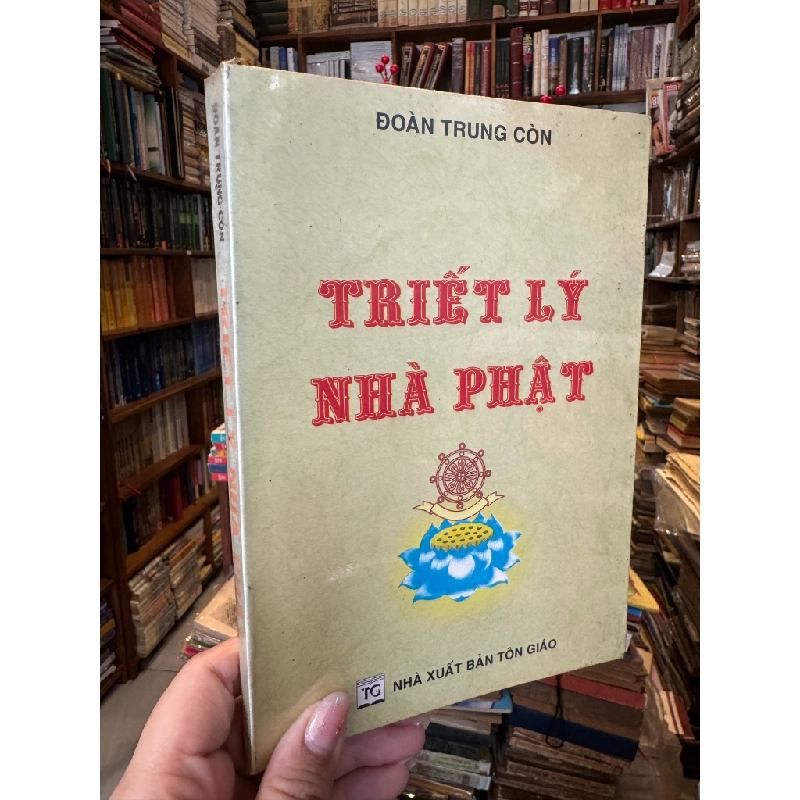 ĐOÀN TRUNG CÒN
TRIẾT LÝ
NHÀ PHẬT
TG
NHÀ XUẤT BẢN TÔN GIÁO
ĐOÀN TRUNG CÒN